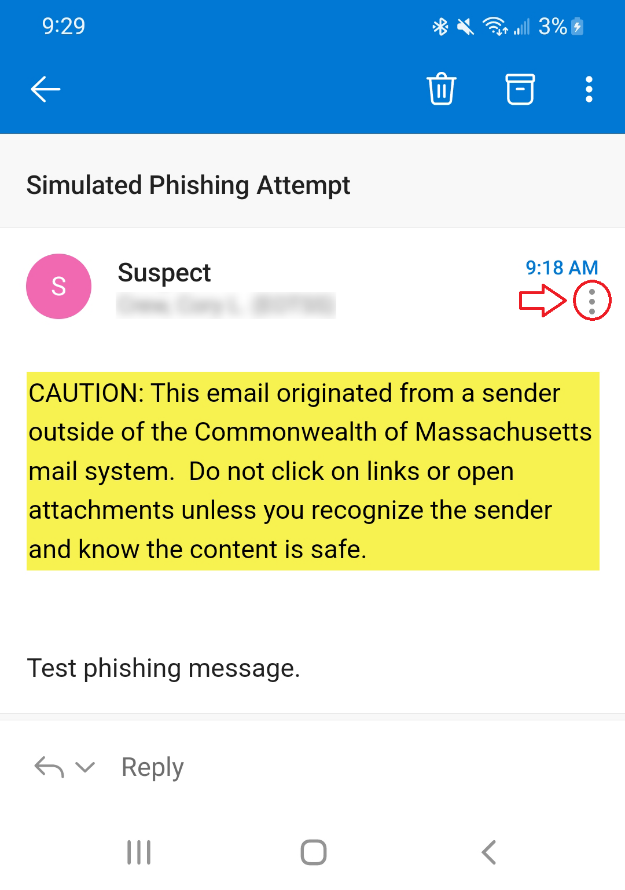 9:29
3%
Simulated Phishing Attempt
S
Suspect
9:18 AM
CAUTION: This email originated from a sender
outside of the Commonwealth of Massachusetts
mail system.  Do not click on links or open
attachments unless you recognize the sender
and know the content is safe.
Test phishing message.
Reply